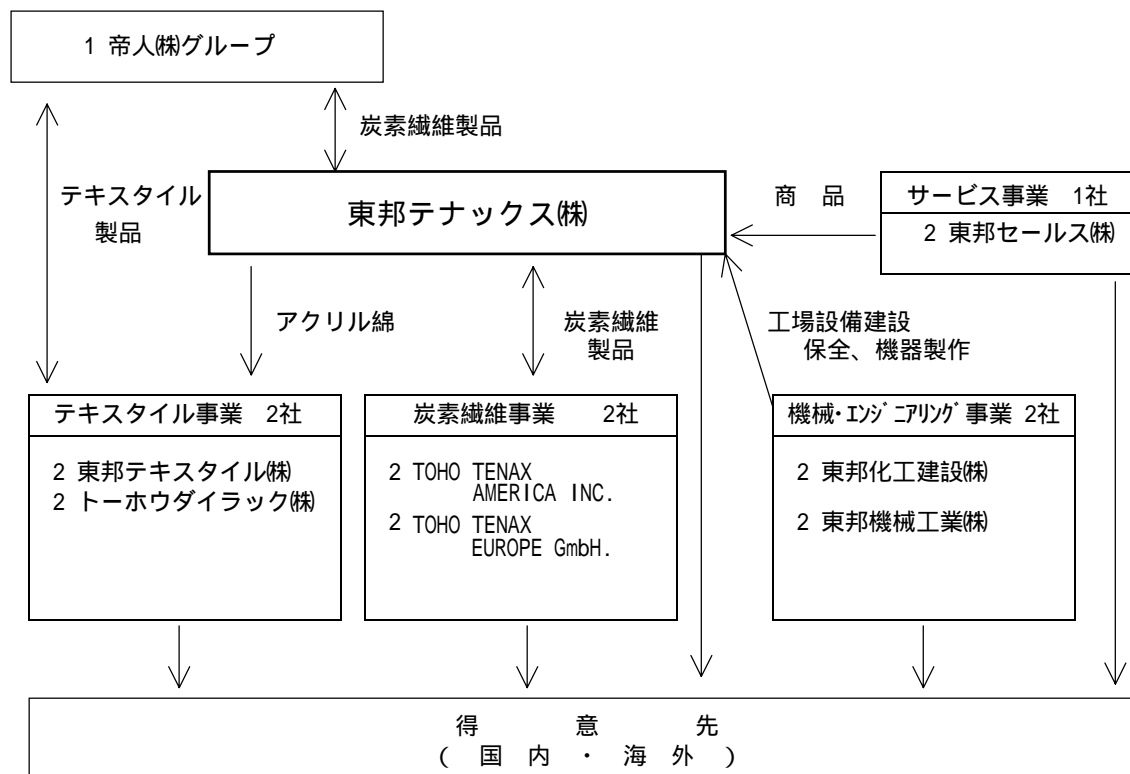 1 帝人㈱グループ
炭素繊維製品
テキスタイル
製品
東邦テナックス㈱
商 品
サービス事業 1社
2 東邦セールス㈱
アクリル綿
炭素繊維
製品
工場設備建設
保全、機器製作
テキスタイル事業 2社
2 東邦テキスタイル㈱
2 トーホウダイラック㈱
炭素繊維事業 2社
2 TOHO TENAX
AMERICA INC.
2 TOHO TENAX
EUROPE GmbH.
機械・ｴﾝｼﾞﾆｱﾘﾝｸﾞ事業 2社
2 東邦化工建設㈱
2 東邦機械工業㈱
得 意 先
( 国 内 ・ 海 外 )